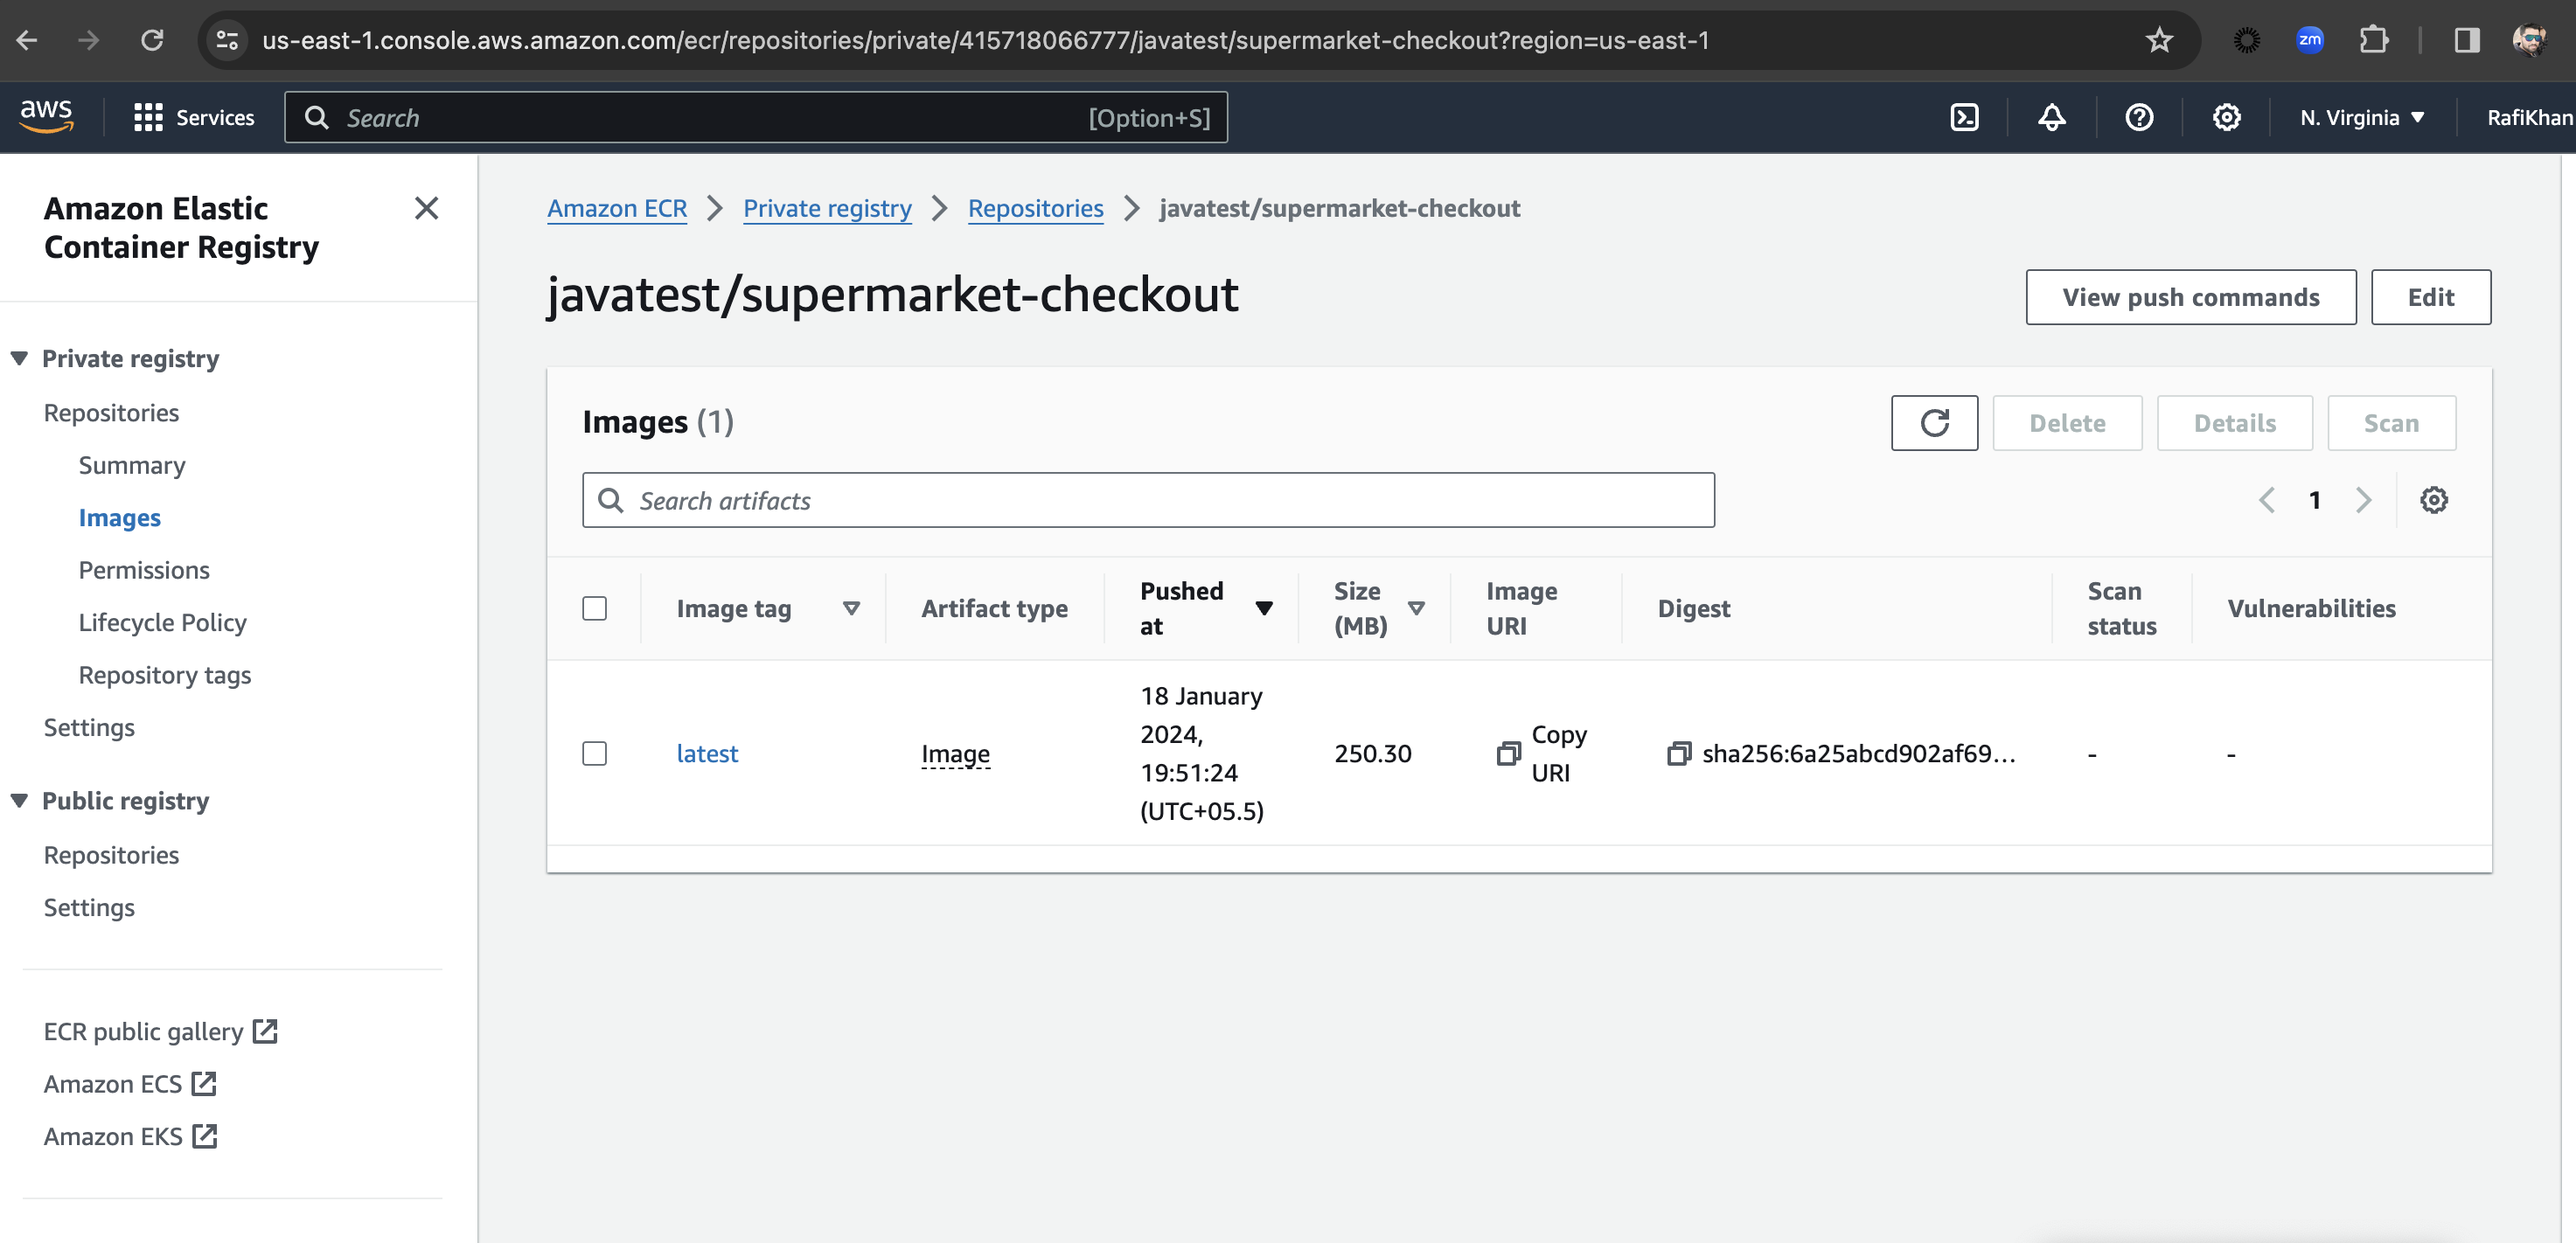 us-east-1.console.aws.amazon.com/ecr/repositories/private/415718066777/javatest/supermarket-checkout?region=us-east-1
zm
aws
Services
Search
[Option+S]
N. Virginia
RafiKhan
Amazon Elastic
Container Registry
Private registry
Repositories
Summary
Images
Permissions
Lifecycle Policy
Repository tags
Settings
Public registry
Repositories
Settings
ECR public gallery
Amazon ECS
Amazon EKS
Amazon ECR
Private registry
Repositories
javatest/supermarket-checkout
javatest/supermarket-checkout
View push commands
Edit
Images (1)
Delete
Details
Scan
Search artifacts
1
Image tag
Artifact type
Pushed
at
Size
(MB)
Image
URI
Digest
Scan
status
Vulnerabilities
latest
Image
18 January
2024,
19:51:24
(UTC+05.5)
250.30
Copy
URI
sha256:6a25abcd902af69...
-
-